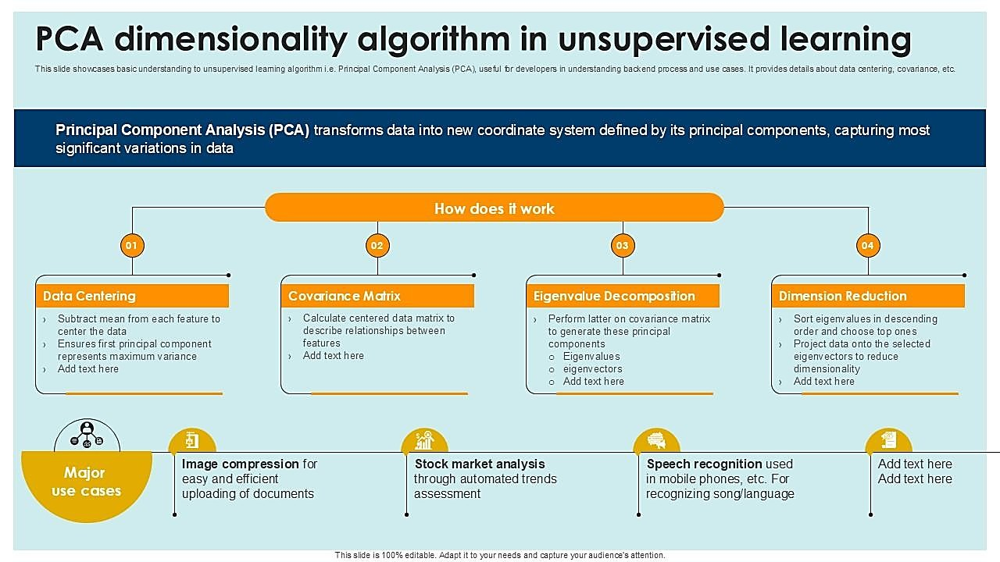 PCA dimensionality algorithm in unsupervised learning
This slide showcases basic understanding to unsupervised learning algorithm i.e. Principal Component Analysis (PCA), useful for developers in understanding backend process and use cases. It provides details about data centering, covariance, etc.
Principal Component Analysis (PCA) transforms data into new coordinate system defined by its principal components, capturing most
significant variations in data
How does it work
01
Data Centering
› Subtract mean from each feature to
center the data
› Ensures first principal component
represents maximum variance
› Add text here
02
Covariance Matrix
› Calculate centered data matrix to
describe relationships between
features
› Add text here
03
Eigenvalue Decomposition
› Perform latter on covariance matrix
to generate these principal
components
o Eigenvalues
o eigenvectors
o Add text here
04
Dimension Reduction
› Sort eigenvalues in descending
order and choose top ones
› Project data onto the selected
eigenvectors to reduce
dimensionality
› Add text here
Major
use cases
Image compression for
easy and efficient
uploading of documents
Stock market analysis
through automated trends
assessment
Speech recognition used
in mobile phones, etc. For
recognizing song/language
Add text here
Add text here
This slide is 100% editable. Adapt it to your needs and capture your audience's attention.